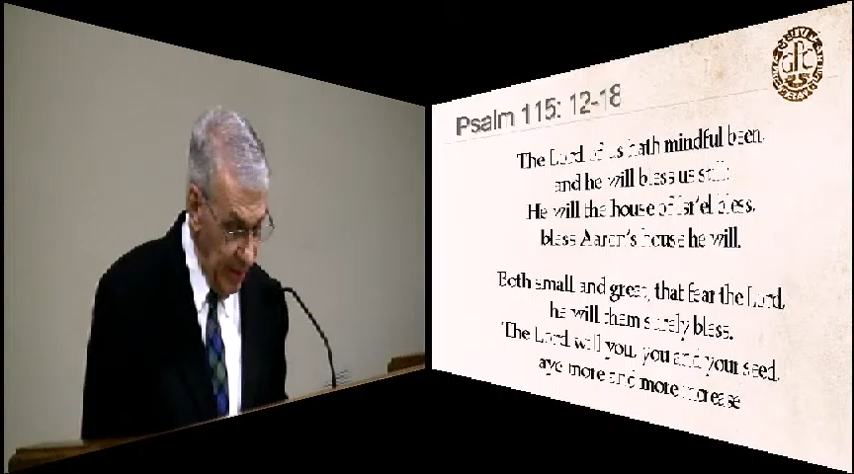 Psalm 115: 12-18
The Lord of us hath mindful been,
and he will bless us still:
He will the house of Isr'el bless,
bless Aaron's house he will.
Both small and great, that fear the Lord,
he will them surely bless.
The Lord will you, you and your seed,
aye more and more increase
GPC